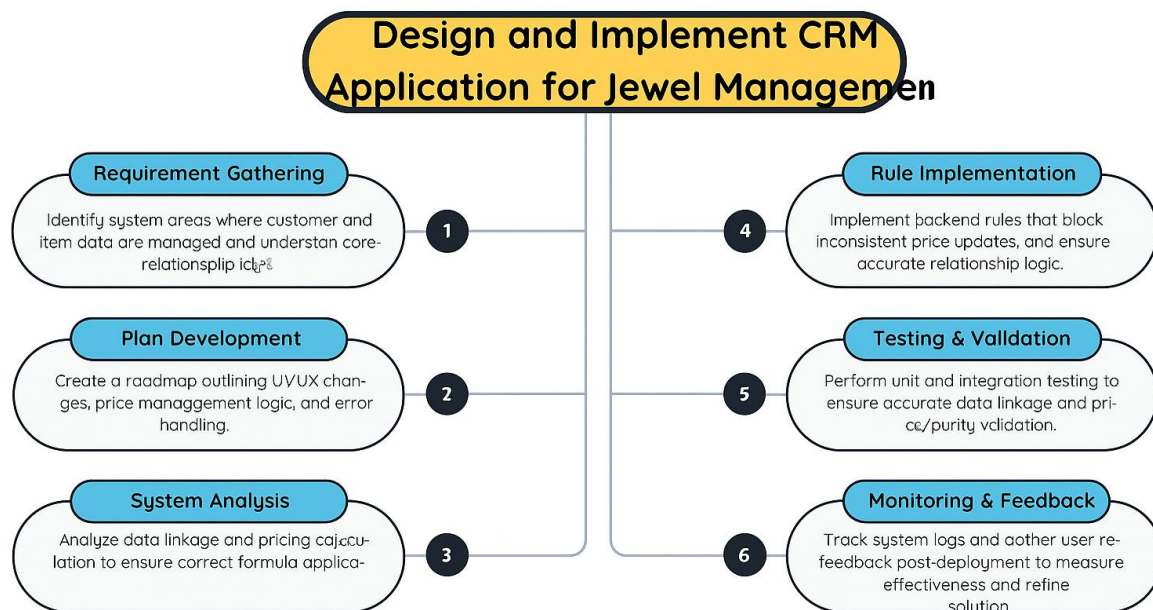 Design and Implement CRM
Application for Jewel Managemen
Requirement Gathering
Identify system areas where customer and
item data are managed and understan core-
relationsplip
1
Plan Development
Create a raadmap outlining UVUX chan-
ges, price managgement logic, and error
handling.
2
System Analysis
Analyze data linkage and pricing
lation to ensure correct formula applica-
3
Rule Implementation
Implement backend rules that block
inconsistent price updates, and ensure
accurate relationship logic.
4
Testing & Valldation
Perform unit and integration testing to
ensure accurate data linkage and pri-
ce/purity vclidation.
5
Monitoring & Feedback
Track system logs and aother user re-
feedback post-deployment to measure
effectiveness and refine
solution
6